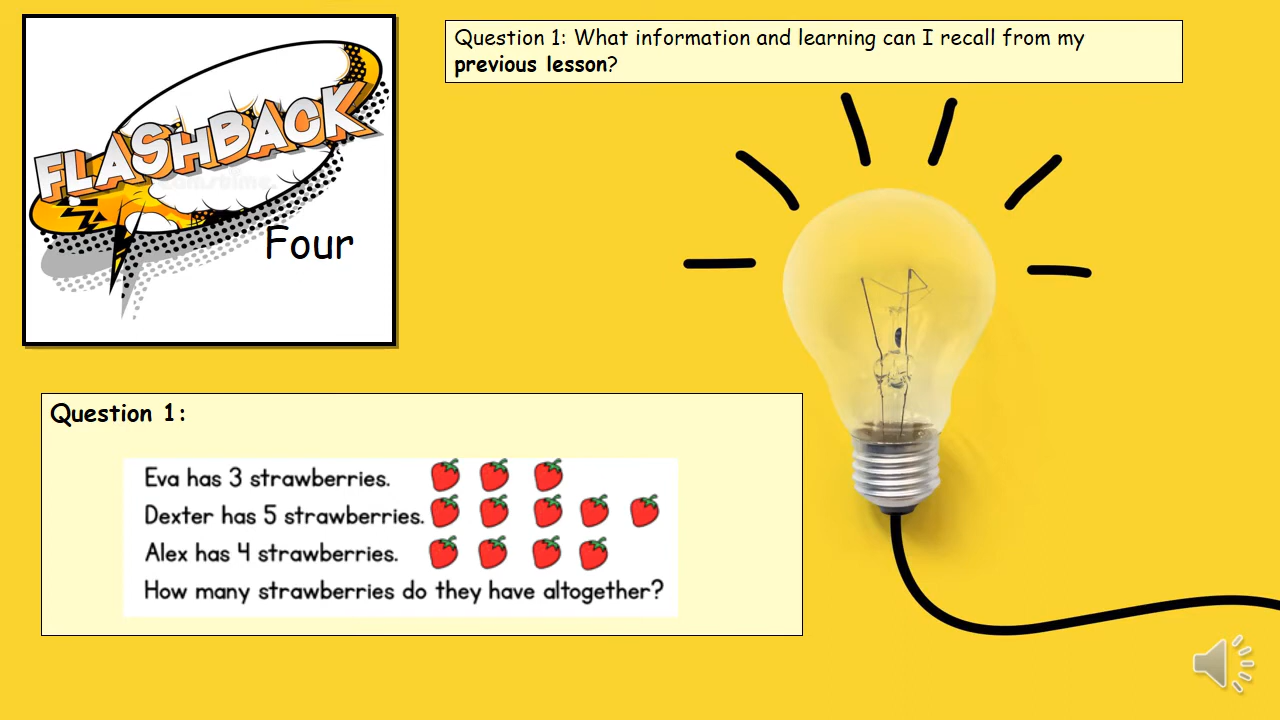 FLASHBACK
Four
Question 1: What information and learning can I recall from my
previous lesson?
Question 1:
Eva has 3 strawberries.
Dexter has 5 strawberries.
Alex has 4 strawberries.
How many strawberries do they have altogether?